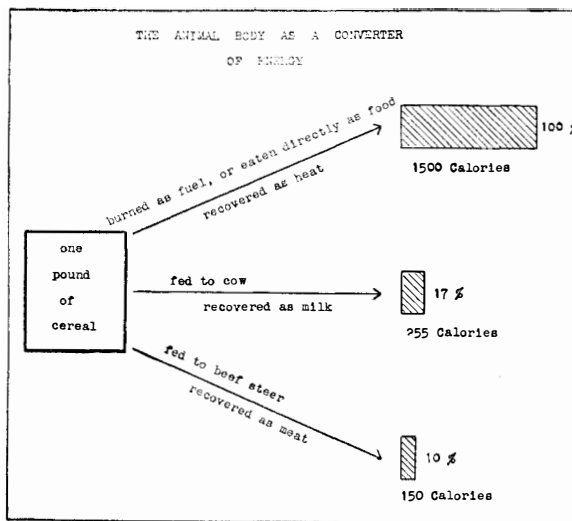 THE ANIMAL BODY AS A CONVERTER
OF ENERGY
burned as fuel, or eaten directly as food
recovered as heat
100 %
1500 Calories
one
pound
of
cereal
fed to cow
recovered as milk
17 %
255 Calories
fed to beef steer
recovered as meat
10 %
150 Calories